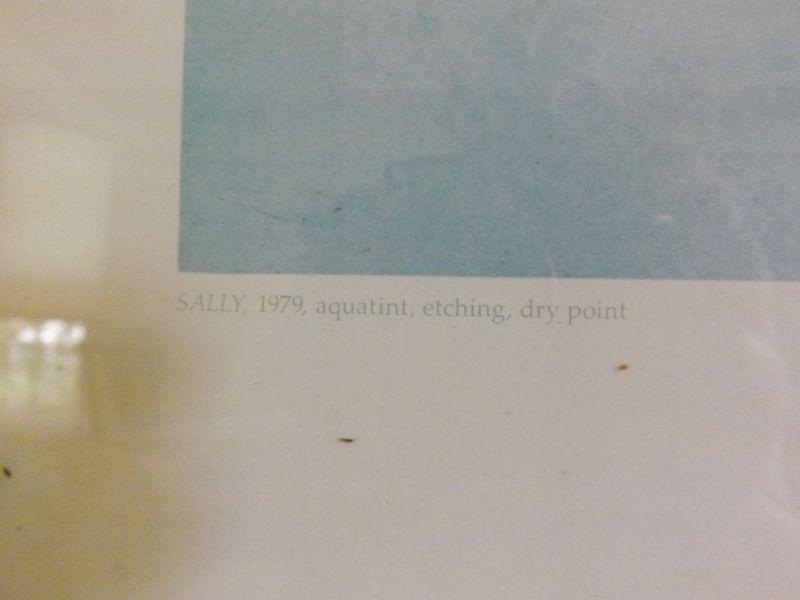 SALLY, 1979, aquatint, etching, dry point